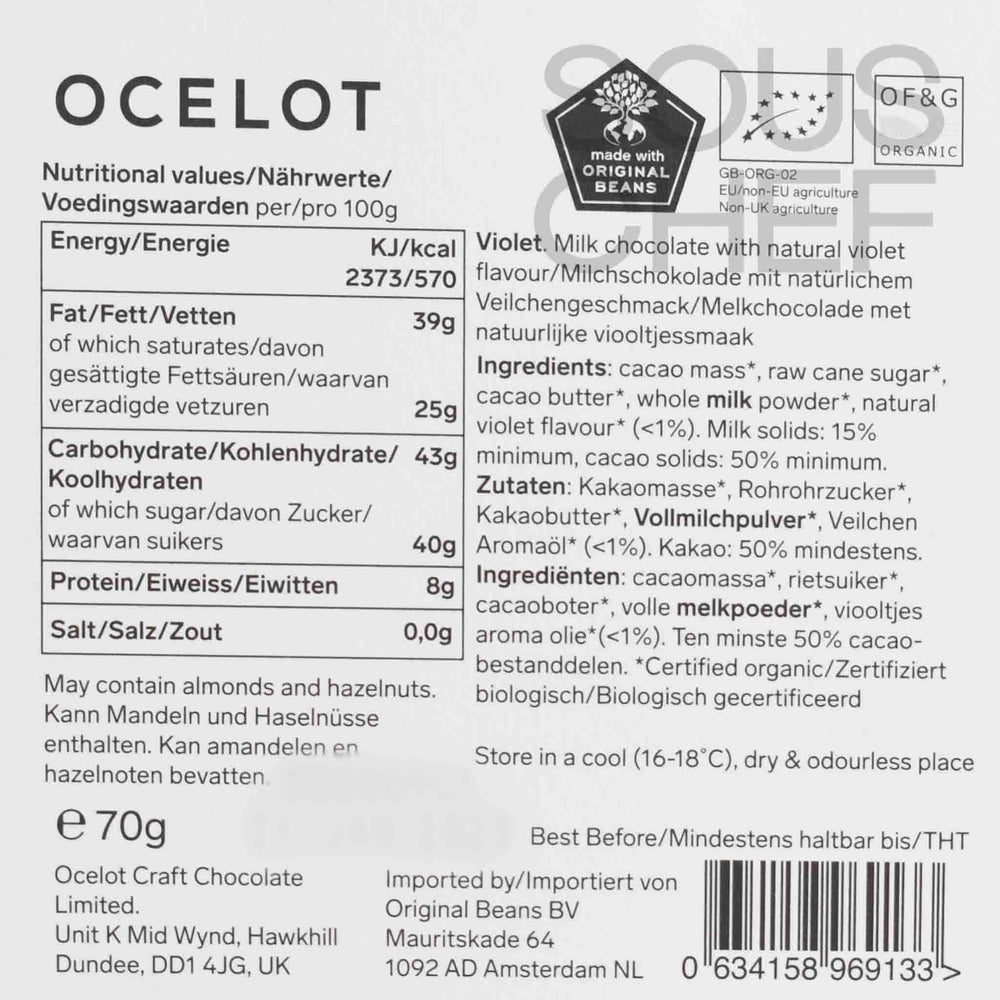 OCELOT
Nutritional values/Nährwerte/
Voedingswaarden per/pro 100g
Energy/Energie KJ/kcal
2373/570
Fat/Fett/Vetten 39g
of which saturates/davon
gesättigte Fettsäuren/waarvan
verzadigde vetzuren 25g
Carbohydrate/Kohlenhydrate/ 43g
Koolhydraten
of which sugar/davon Zucker/
waarvan suikers 40g
Protein/Eiweiss/Eiwitten 8g
Salt/Salz/Zout 0,0g
May contain almonds and hazelnuts.
Kann Mandeln und Haselnüsse
enthalten. Kan amandelen en
hazelnoten bevatten.
℮ 70g
Ocelot Craft Chocolate
Limited.
Unit K Mid Wynd, Hawkhill
Dundee, DD1 4JG, UK
SOUS
CHEF
made with
ORIGINAL
BEANS
GB-ORG-02
EU/non-EU agriculture
Non-UK agriculture
OF&G
ORGANIC
Violet. Milk chocolate with natural violet
flavour/Milchschokolade mit natürlichem
Veilchengeschmack/Melkchocolade met
natuurlijke viooltjessmaak
Ingredients: cacao mass*, raw cane sugar*,
cacao butter*, whole milk powder*, natural
violet flavour* (<1%). Milk solids: 15%
minimum, cacao solids: 50% minimum.
Zutaten: Kakaomasse*, Rohrohrzucker*,
Kakaobutter*, Vollmilchpulver*, Veilchen
Aromaöl* (<1%). Kakao: 50% mindestens.
Ingrediënten: cacaomassa*, rietsuiker*,
cacaoboter*, volle melkpoeder*, viooltjes
aroma olie*(<1%). Ten minste 50% cacao-
bestanddelen. *Certified organic/Zertifiziert
biologisch/Biologisch gecertificeerd
Store in a cool (16-18°C), dry & odourless place
Best Before/Mindestens haltbar bis/THT
Imported by/Importiert von
Original Beans BV
Mauritskade 64
1092 AD Amsterdam NL
0 634158 969133 >